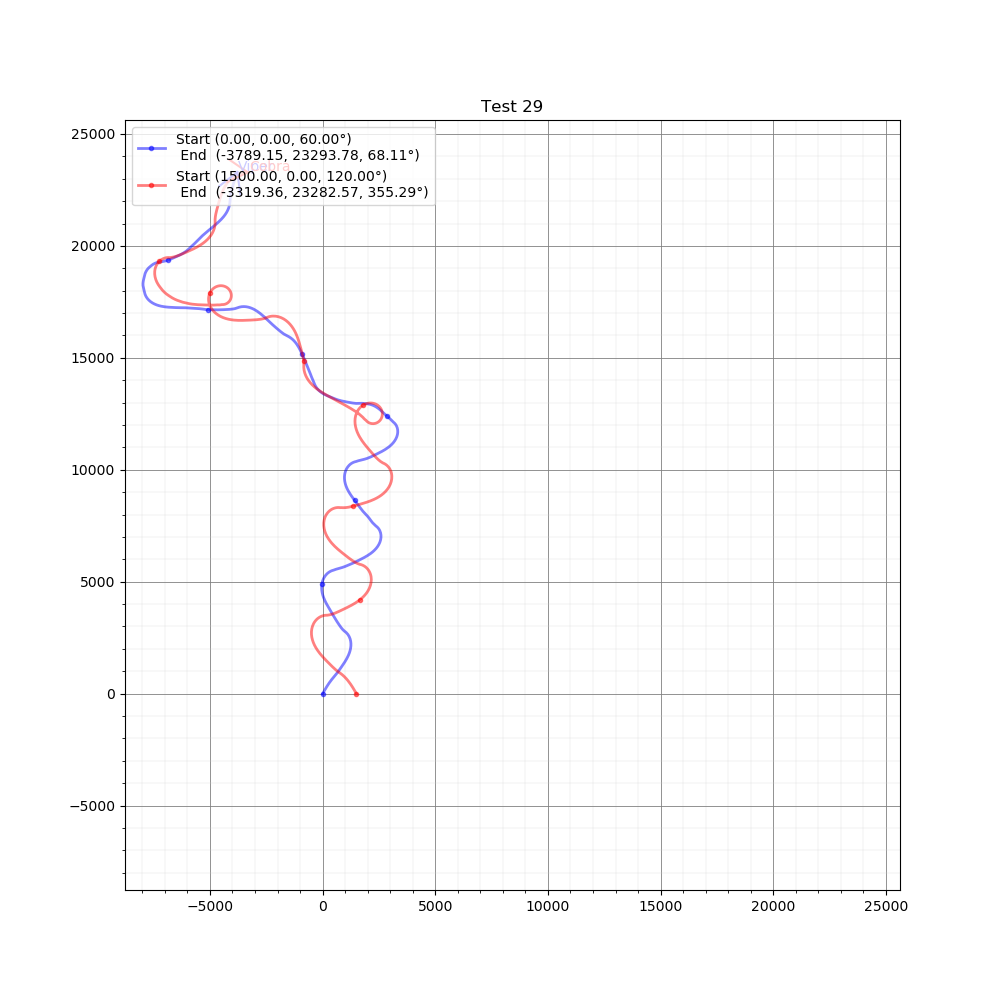 Test 29
25000
20000
15000
10000
5000
0
−5000
Start (0.00, 0.00, 60.00°)
End (-3789.15, 23293.78, 68.11°)
Start (1500.00, 0.00, 120.00°)
End (-3319.36, 23282.57, 355.29°)
−5000
0
5000
10000
15000
20000
25000